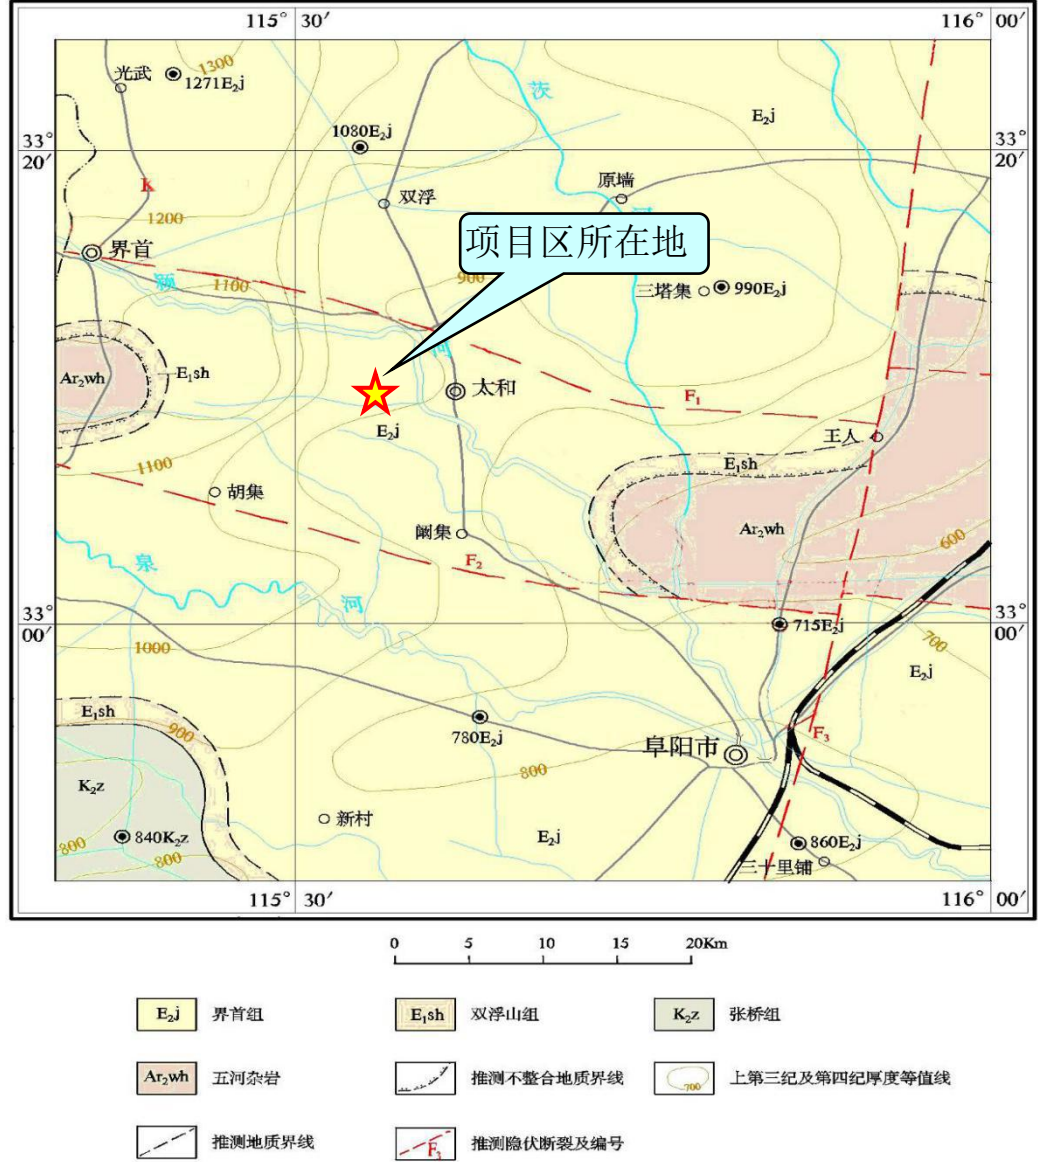 115° 30′
116° 00′
1300
光武
1271E₂j
茨
E₂j
1080E₂j
33°
20′
33°
20′
K
双浮
原墙
河
1200
项目区所在地
界首
颍
1100
900
三塔集
990E₂j
河
Ar₂wh
E₁sh
太和
F₁
E₂j
王人
1100
E₁sh
胡集
阚集
Ar₂wh
600
泉
F₂
河
33°
00′
715E₂j
33°
00′
1000
700
E₂j
E₁sh
900
780E₂j
阜阳市
F₃
800
K₂z
新村
E₂j
800
840K₂z
800
860E₂j
三十里铺
115° 30′
116° 00′
0 5 10 15 20Km
E₂j 界首组
E₁sh 双浮山组
K₂z 张桥组
Ar₂wh 五河杂岩
推测不整合地质界线
700 上第三纪及第四纪厚度等值线
推测地质界线
F₃ 推测隐伏断裂及编号